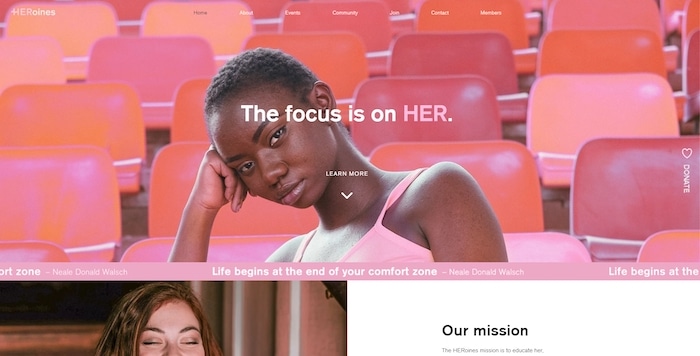 HERoines
Home About Events Community Join Contact Members
The focus is on HER.
LEARN MORE
DONATE
ort zone – Neale Donald Walsch Life begins at the end of your comfort zone – Neale Donald Walsch Life begins at the
Our mission
The HERoines mission is to educate her,